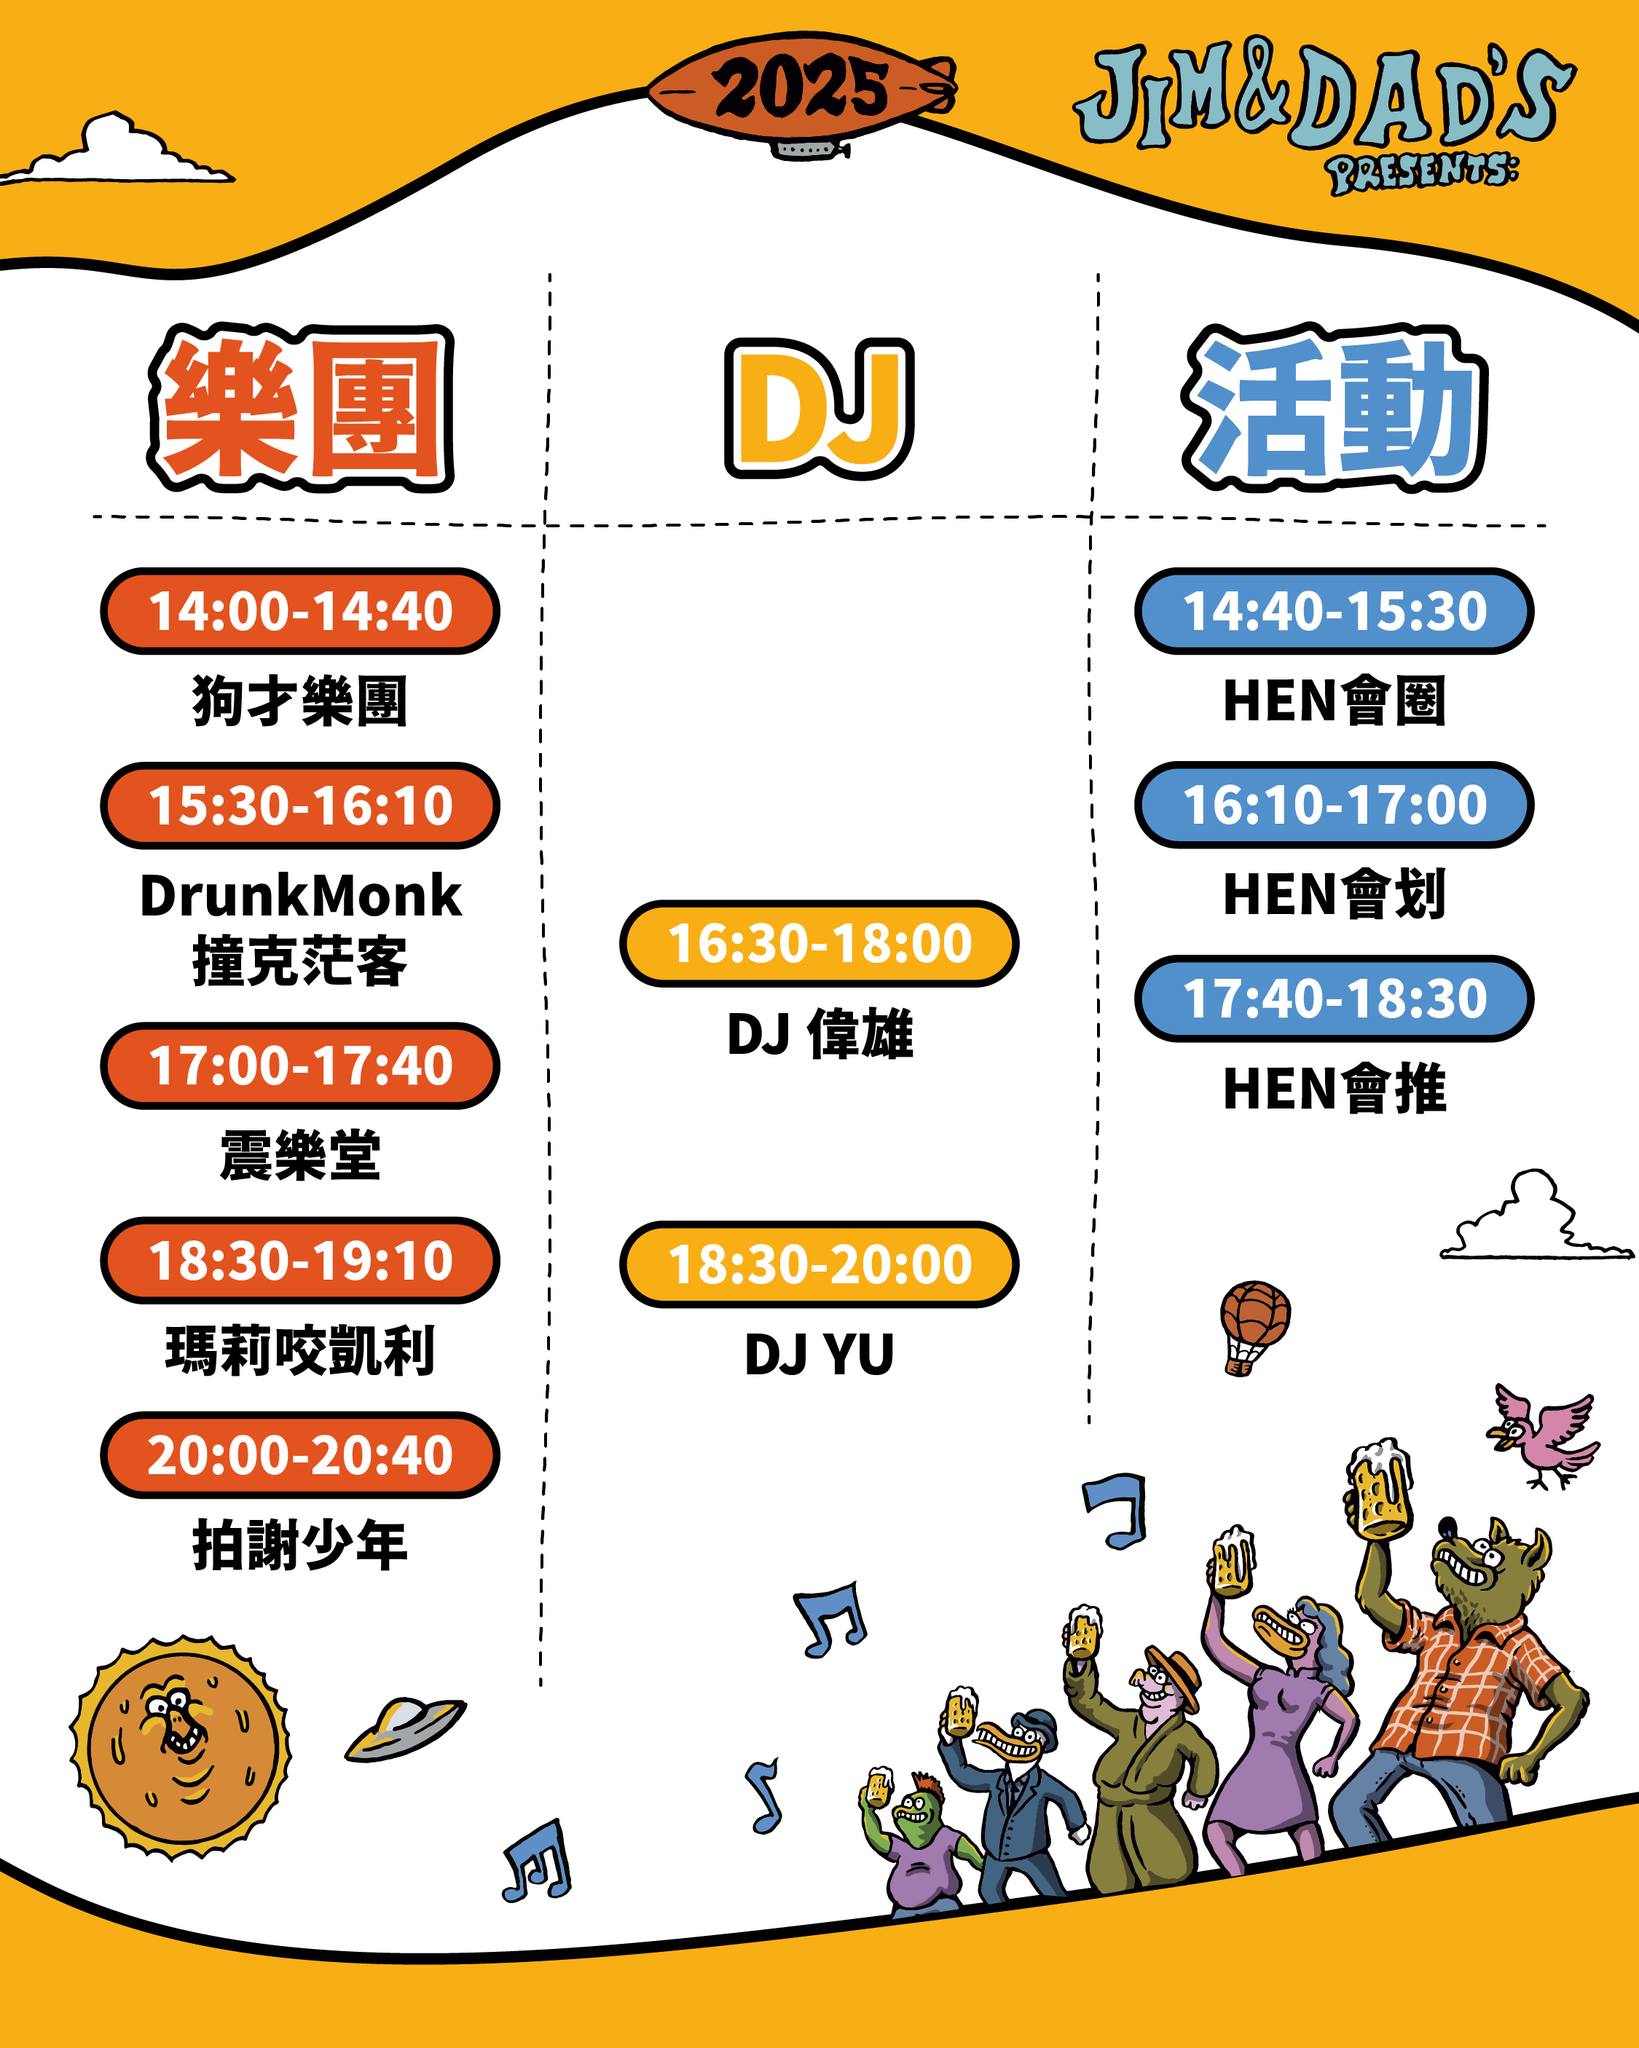 2025
JIM&DAD'S
PRESENTS:
樂團
14:00-14:40
狗才樂團
15:30-16:10
DrunkMonk
撞克茫客
17:00-17:40
震樂堂
18:30-19:10
瑪莉咬凱利
20:00-20:40
拍謝少年
DJ
16:30-18:00
DJ 偉雄
18:30-20:00
DJ YU
活動
14:40-15:30
HEN會圈
16:10-17:00
HEN會划
17:40-18:30
HEN會推